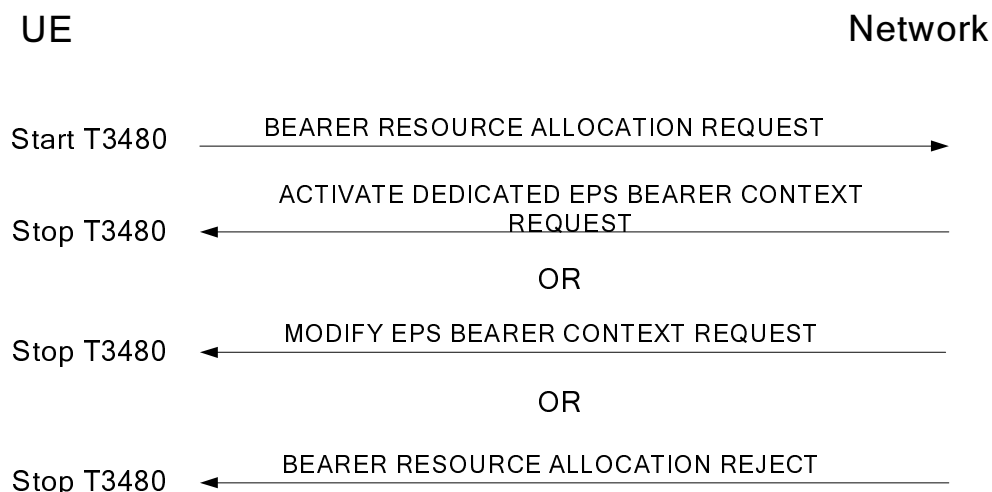 UE
Network
Start T3480
BEARER RESOURCE ALLOCATION REQUEST
ACTIVATE DEDICATED EPS BEARER CONTEXT
REQUEST
Stop T3480
OR
MODIFY EPS BEARER CONTEXT REQUEST
Stop T3480
OR
BEARER RESOURCE ALLOCATION REJECT
Stop T3480